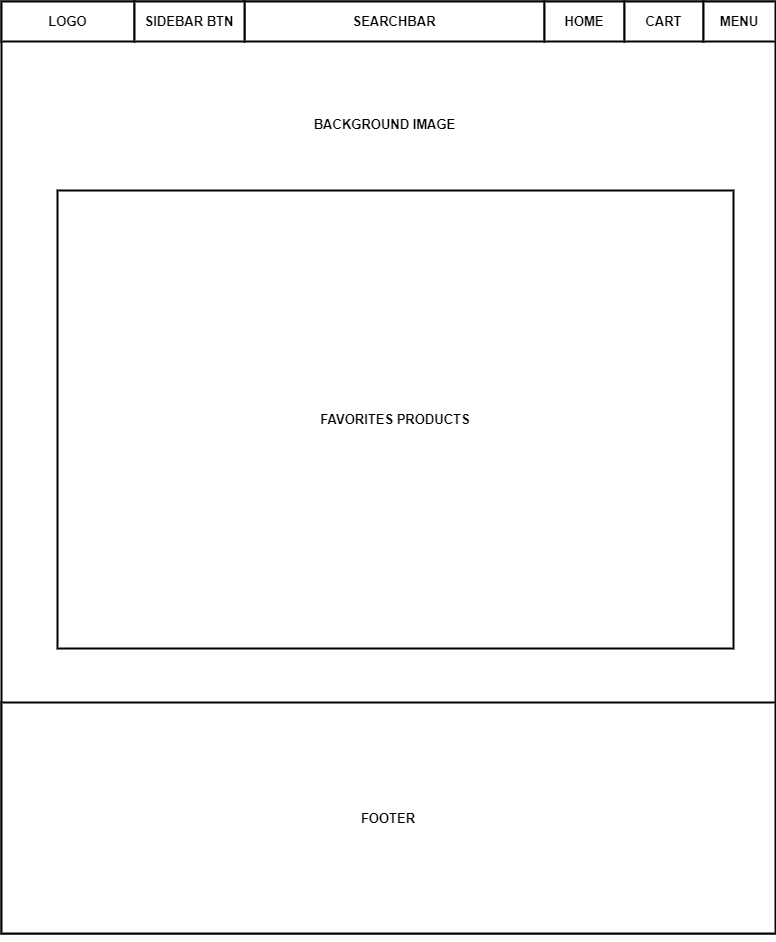 LOGO
SIDEBAR BTN
SEARCHBAR
HOME
CART
MENU
BACKGROUND IMAGE
FAVORITES PRODUCTS
FOOTER